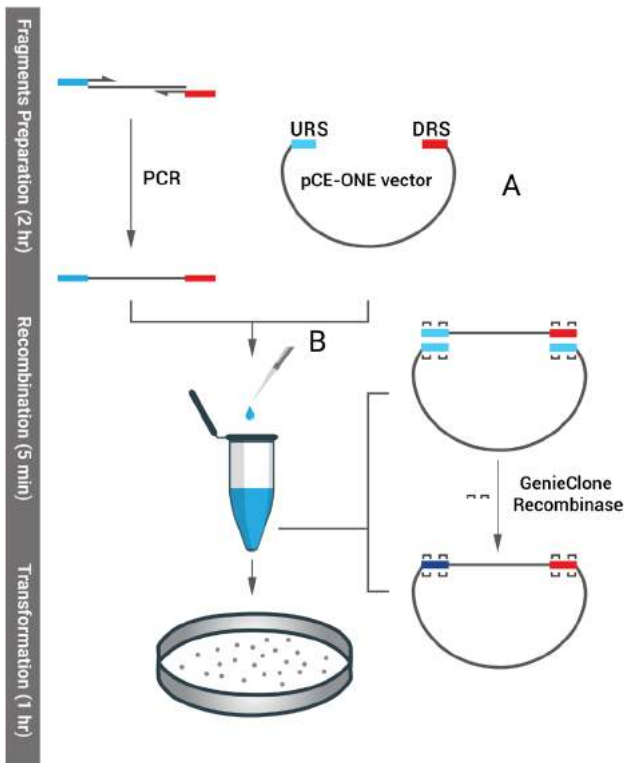 Fragments Preparation (2 hr)
PCR
URS
DRS
pCE-ONE vector
A
Recombination (5 min)
B
GenieClone
Recombinase
Transformation (1 hr)